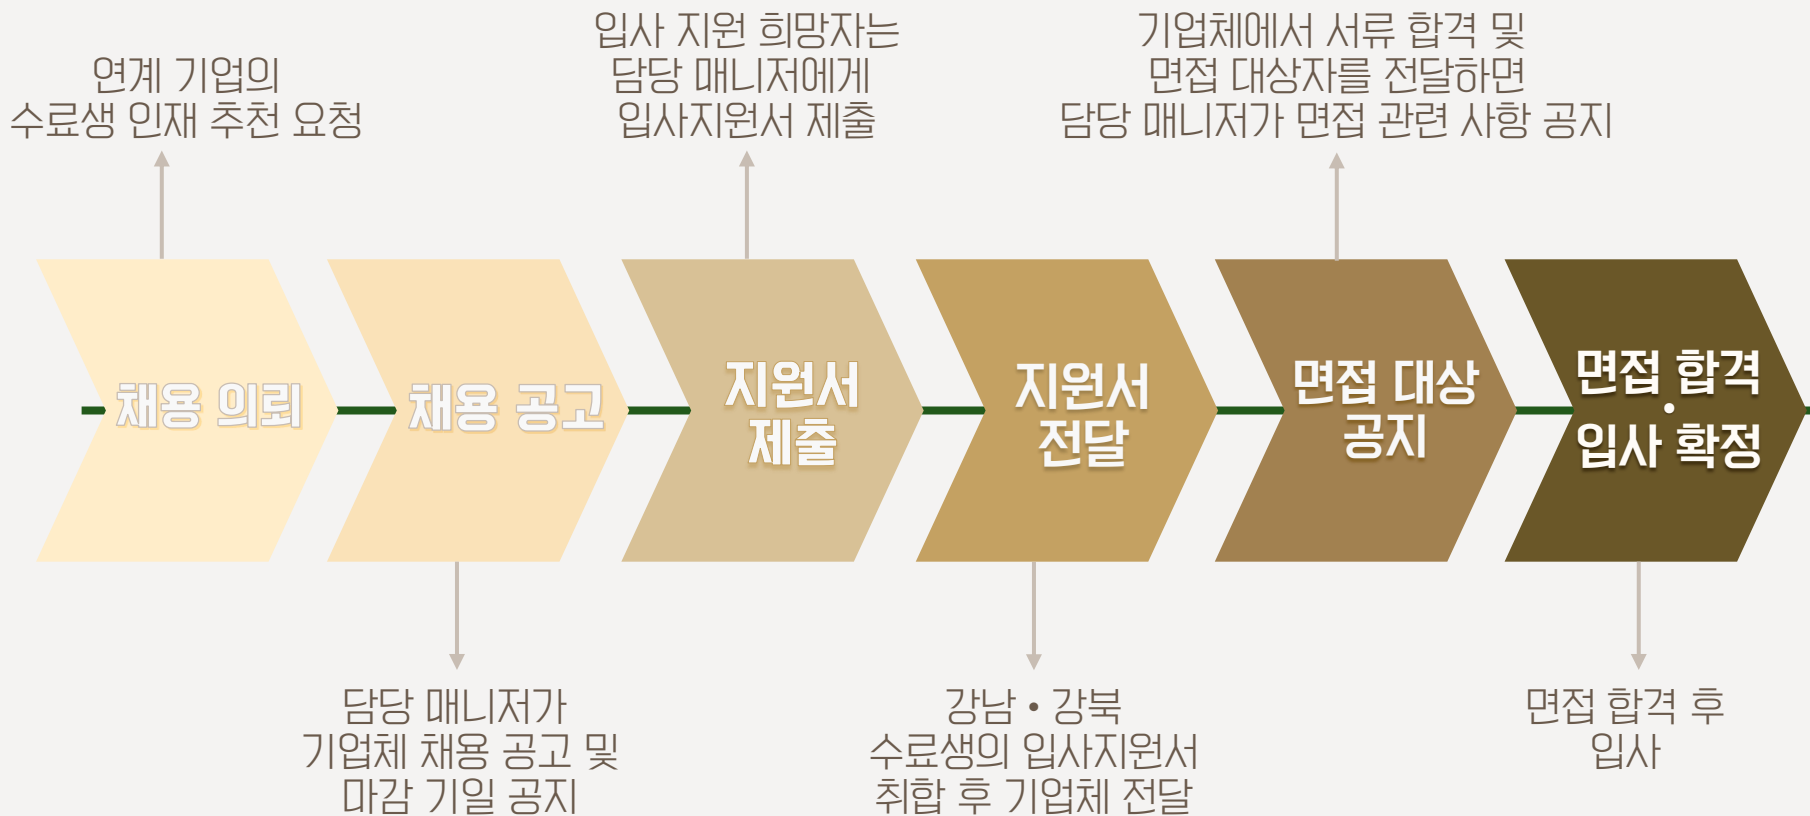 연계 기업의
수료생 인재 추천 요청
입사 지원 희망자는
담당 매니저에게
입사지원서 제출
기업체에서 서류 합격 및
면접 대상자를 전달하면
담당 매니저가 면접 관련 사항 공지
채용 의뢰
채용 공고
지원서
제출
지원서
전달
면접 대상
공지
면접 합격
•
입사 확정
담당 매니저가
기업체 채용 공고 및
마감 기일 공지
강남 • 강북
수료생의 입사지원서
취합 후 기업체 전달
면접 합격 후
입사